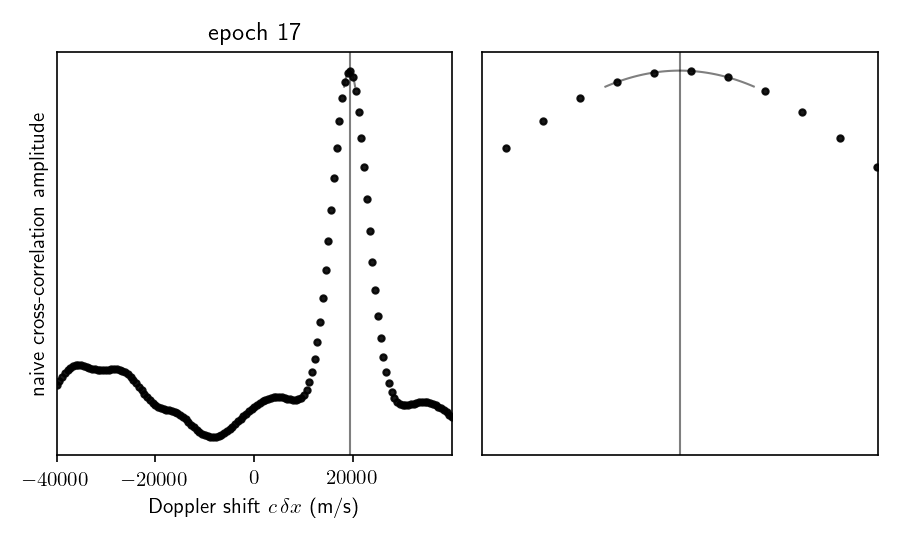 epoch 17
naive cross-correlation amplitude
−40000 −20000 0 20000
Doppler shift c δx (m/s)